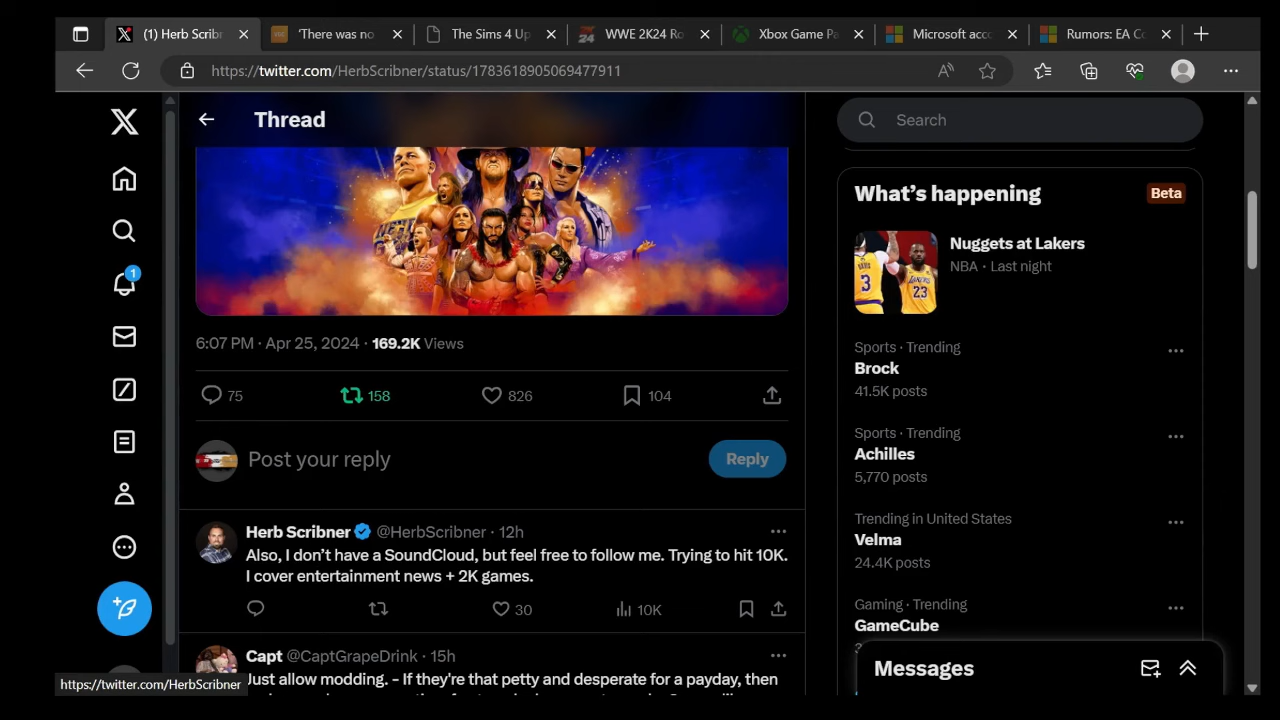 (1) Herb Scribn
'There was no
The Sims 4 Up
WWE 2K24 Ro
Xbox Game Pa
Microsoft acco
Rumors: EA Co
https://twitter.com/HerbScribner/status/1783618905069477911
Thread
Search
What's happening
Beta
Nuggets at Lakers
NBA · Last night
6:07 PM · Apr 25, 2024 · 169.2K Views
Sports · Trending
Brock
41.5K posts
75
158
826
104
Sports · Trending
Achilles
5,770 posts
Post your reply
Reply
Trending in United States
Velma
24.4K posts
Herb Scribner @HerbScribner · 12h
Also, I don't have a SoundCloud, but feel free to follow me. Trying to hit 10K.
I cover entertainment news + 2K games.
30
10K
Gaming · Trending
GameCube
Capt @CaptGrapeDrink · 15h
Just allow modding. - If they're that petty and desperate for a payday, then
Messages
https://twitter.com/HerbScribner